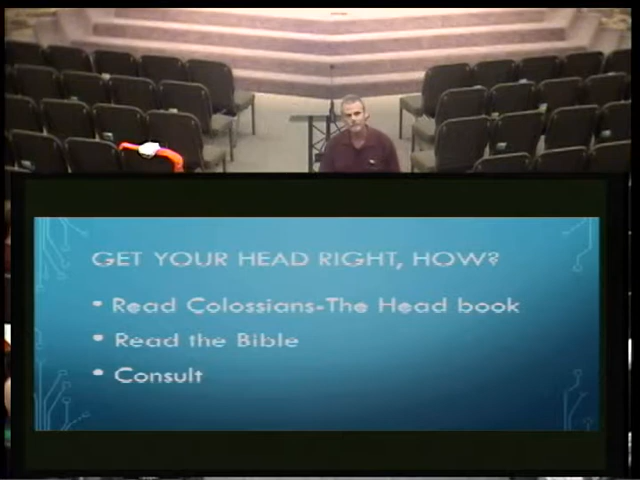 GET YOUR HEAD RIGHT, HOW?
• Read Colossians-The Head book
• Read the Bible
• Consult